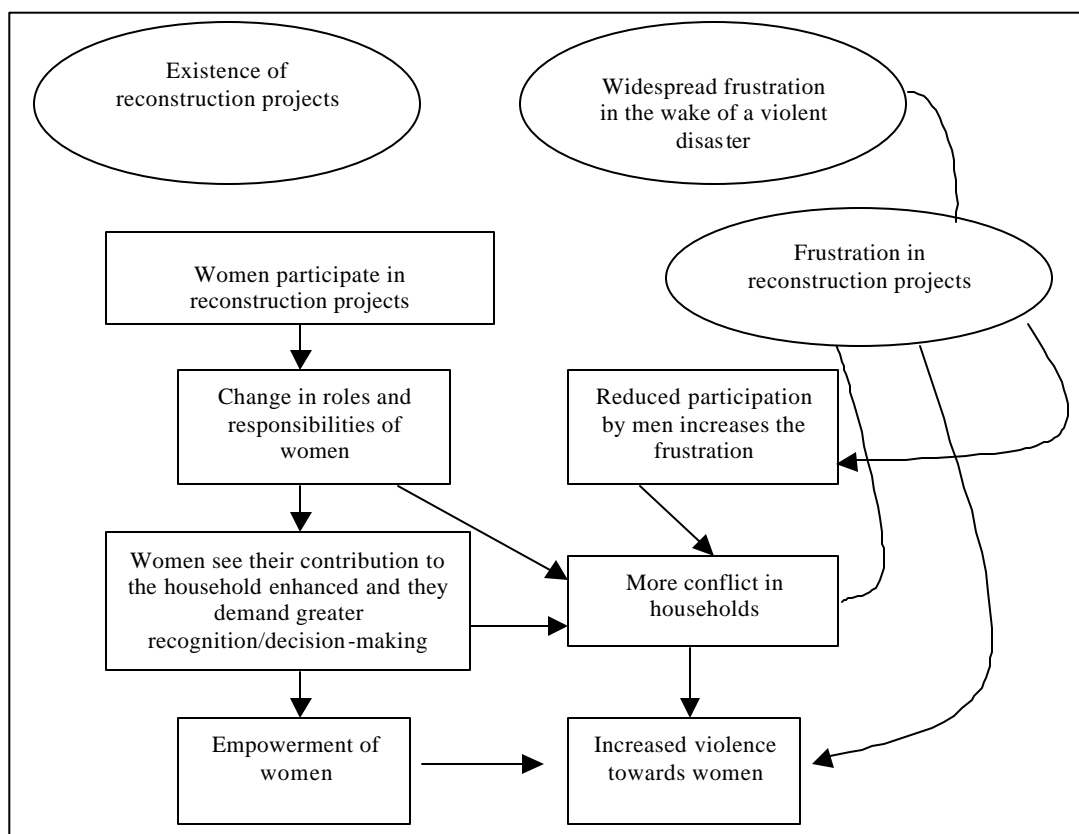 Existence of
reconstruction projects
Widespread frustration
in the wake of a violent
disaster
Frustration in
reconstruction projects
Women participate in
reconstruction projects
Change in roles and
responsibilities of
women
Reduced participation
by men increases the
frustration
Women see their contribution to
the household enhanced and they
demand greater
recognition/decision-making
More conflict in
households
Empowerment of
women
Increased violence
towards women